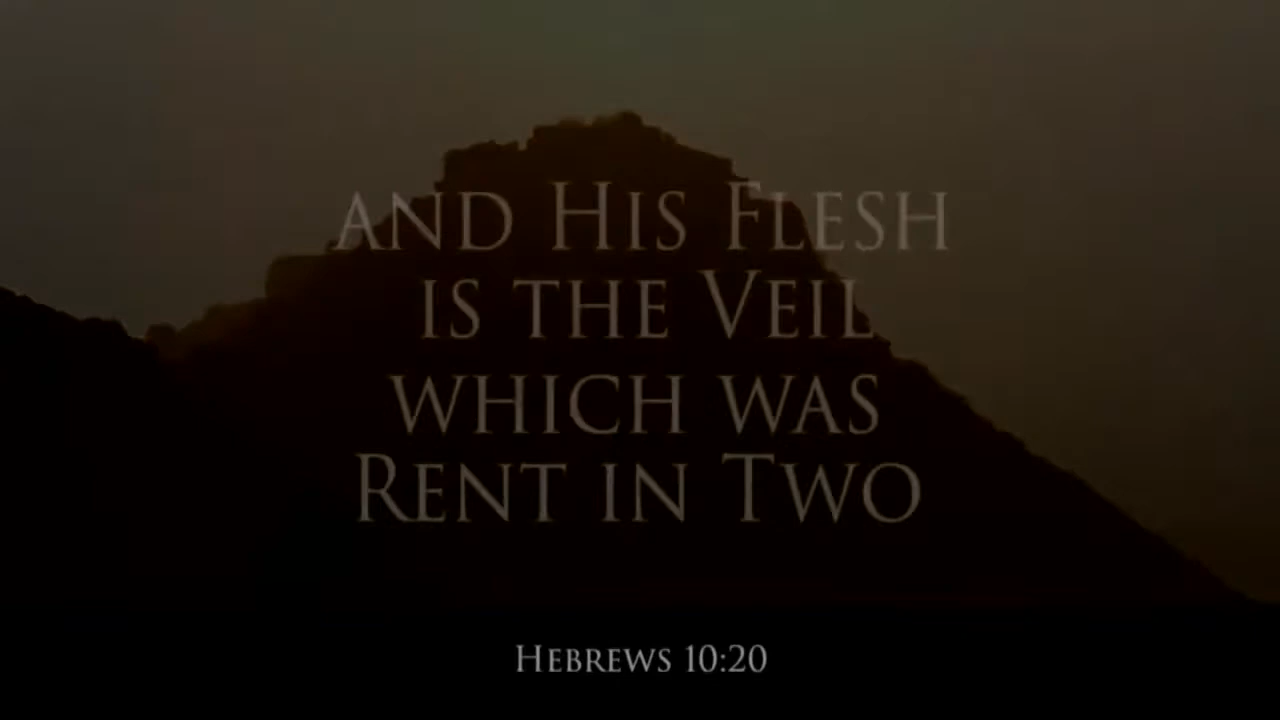 AND HIS FLESH
IS THE VEIL
WHICH WAS
RENT IN TWO
HEBREWS 10:20